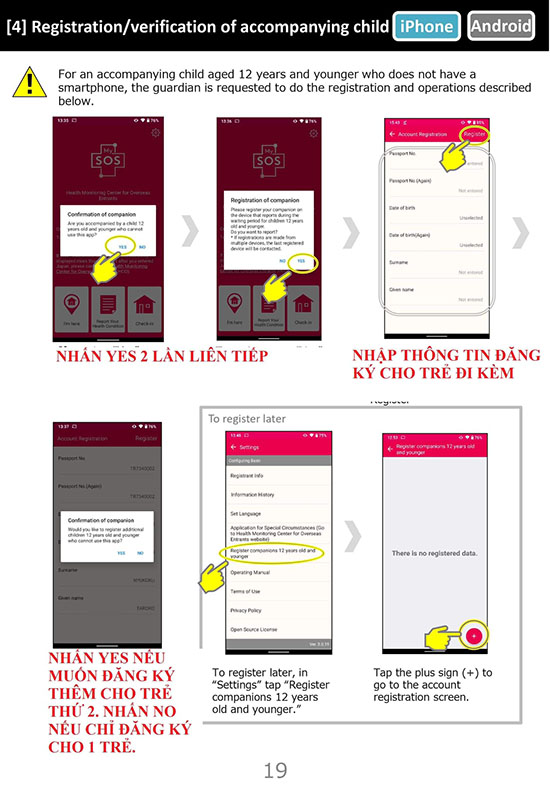 [4] Registration/verification of accompanying child iPhone Android
For an accompanying child aged 12 years and younger who does not have a
smartphone, the guardian is requested to do the registration and operations described
below.
13:35
My
SOS
Health Monitoring Center for Overseas
Entrants
Confirmation of companion
Are you accompanied by a child 12
years old and younger who cannot
use this app?
YES NO
I'm here
Report Your
Health Condition
Check-in
13:36
My
SOS
Registration of companion
Please register your companion on
the device that reports during the
waiting period for children 12 years
old and younger.
Do you want to report?
* If registrations are made from
multiple devices, the last registered
device will be contacted.
NO YES
I'm here
Report Your
Health Condition
Check-in
Account Registration Register
Passport No.
entered
Passport No.(Again)
Not entered
Date of birth
Unselected
Date of birth(Again)
Unselected
Surname
Not entered
Given name
Not entered
NHẤN YES 2 LẦN LIÊN TIẾP
NHẬP THÔNG TIN ĐĂNG
KÝ CHO TRẺ ĐI KÈM
13:37
Account Registration Register
Passport No.
Passport No.(Again)
Confirmation of companion
Would you like to register additional
children 12 years old and younger
who cannot use this app?
YES NO
Surname
Given name
NHẤN YES NẾU
MUỐN ĐĂNG KÝ
THÊM CHO TRẺ
THỨ 2. NHẤN NO
NẾU CHỈ ĐĂNG KÝ
CHO 1 TRẺ.
Register
To register later
Settings
Registrant Info
Information History
Set Language
Application for Special Circumstances (Go
to Health Monitoring Center for Overseas
Entrants website)
Register companions 12 years old and
younger
Operating Manual
Terms of Use
Privacy Policy
Open Source License
Register companions 12 years old
and younger
There is no registered data.
+
To register later, in
“Settings” tap “Register
companions 12 years
old and younger.”
Tap the plus sign (+) to
go to the account
registration screen.
19